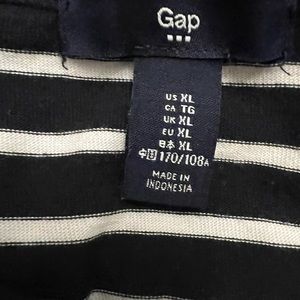 Gap
US XL
CA TG
UK XL
EU XL
日本 XL
中国 170/108A
MADE IN
INDONESIA